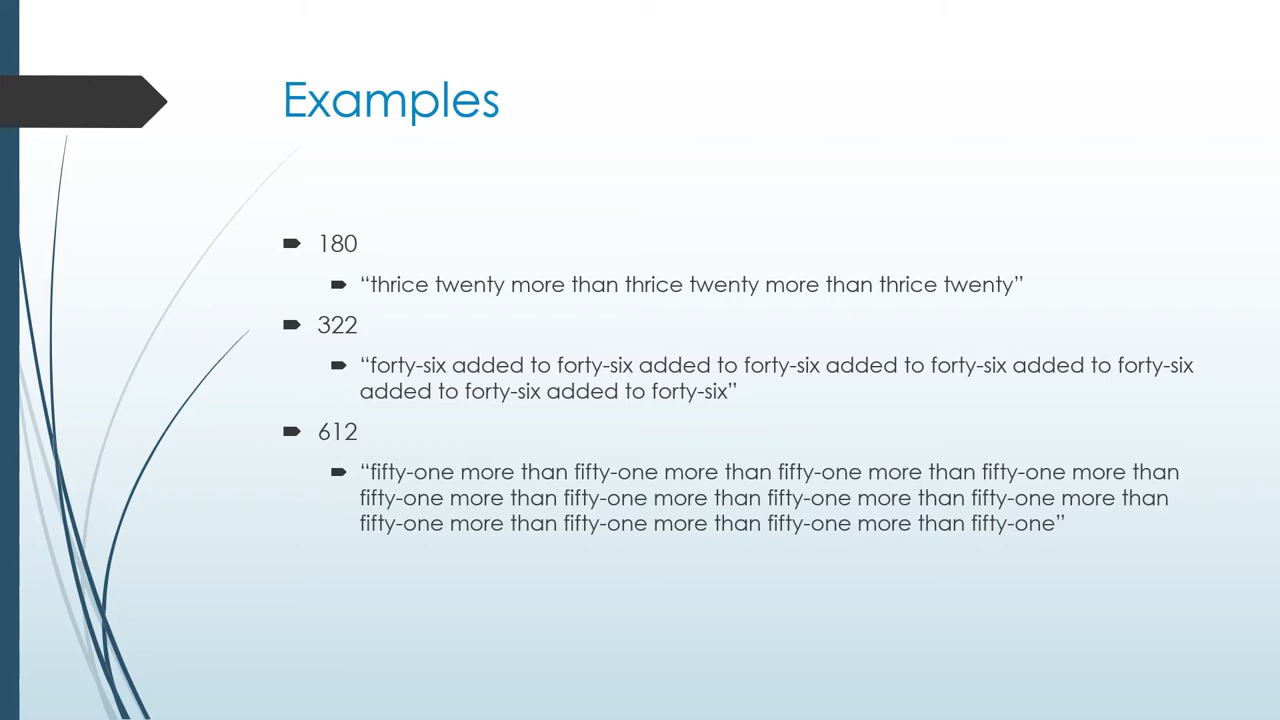 Examples
180
“thrice twenty more than thrice twenty more than thrice twenty”
322
“forty-six added to forty-six added to forty-six added to forty-six added to forty-six
added to forty-six added to forty-six”
612
“fifty-one more than fifty-one more than fifty-one more than fifty-one more than
fifty-one more than fifty-one more than fifty-one more than fifty-one more than
fifty-one more than fifty-one more than fifty-one more than fifty-one”